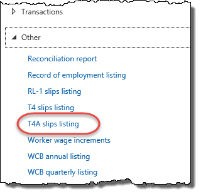 Transactions
Other
Reconciliation report
Record of employment listing
RL-1 slips listing
T4 slips listing
T4A slips listing
Worker wage increments
WCB annual listing
WCB quarterly listing